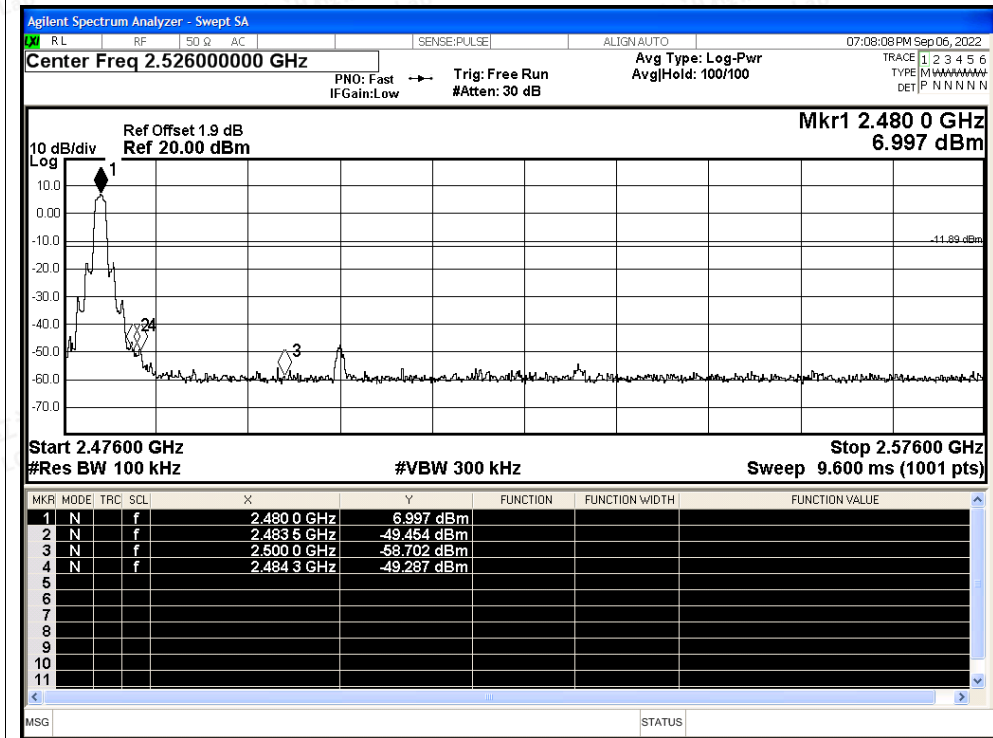 Agilent Spectrum Analyzer - Swept SA
LXI RL RF 50 Ω AC SENSE:PULSE ALIGN AUTO 07:08:08 PM Sep 06, 2022
Center Freq 2.526000000 GHz
PNO: Fast Trig: Free Run Avg Type: Log-Pwr TRACE 1 2 3 4 5 6
IFGain:Low #Atten: 30 dB Avg|Hold: 100/100 TYPE M
DET P N N N N N
Mkr1 2.480 0 GHz
6.997 dBm
Ref Offset 1.9 dB
10 dB/div Ref 20.00 dBm
Log
1
10.0
0.00
-10.0
-11.89 dBm
-20.0
-30.0
-40.0
24
-50.0
3
-60.0
-70.0
Start 2.47600 GHz Stop 2.57600 GHz
#Res BW 100 kHz #VBW 300 kHz Sweep 9.600 ms (1001 pts)
MKR MODE TRC SCL X Y FUNCTION FUNCTION WIDTH FUNCTION VALUE
1 N f 2.480 0 GHz 6.997 dBm
2 N f 2.483 5 GHz -49.454 dBm
3 N f 2.500 0 GHz -58.702 dBm
4 N f 2.484 3 GHz -49.287 dBm
5
6
7
8
9
10
11
MSG STATUS